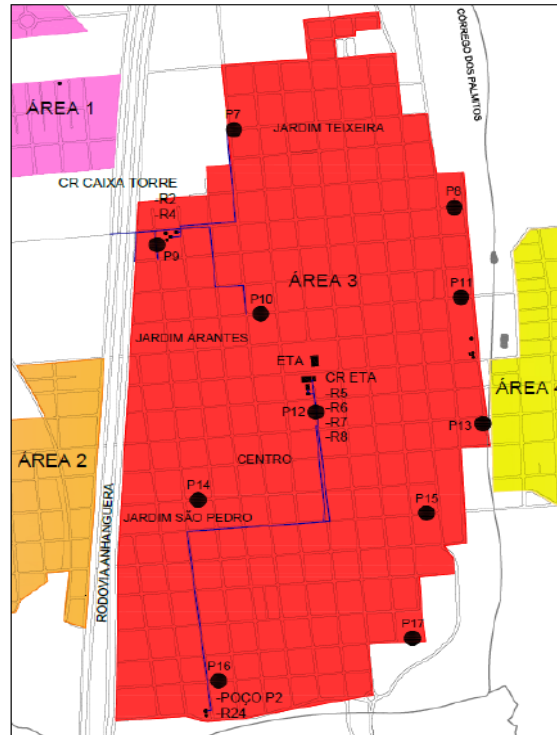 CÓRREGO DOS PALMITOS
ÁREA 1
P7
JARDIM TEIXEIRA
CR CAIXA TORRE
-R2
-R4
P8
P9
ÁREA 3
P11
P10
JARDIM ARANTES
ETA
CR ETA
-R5
-R6
-R7
-R8
P12
ÁREA 4
P13
ÁREA 2
CENTRO
P14
P15
JARDIM SÃO PEDRO
RODOVIA ANHANGUERA
P17
P16
-POÇO P2
-R24